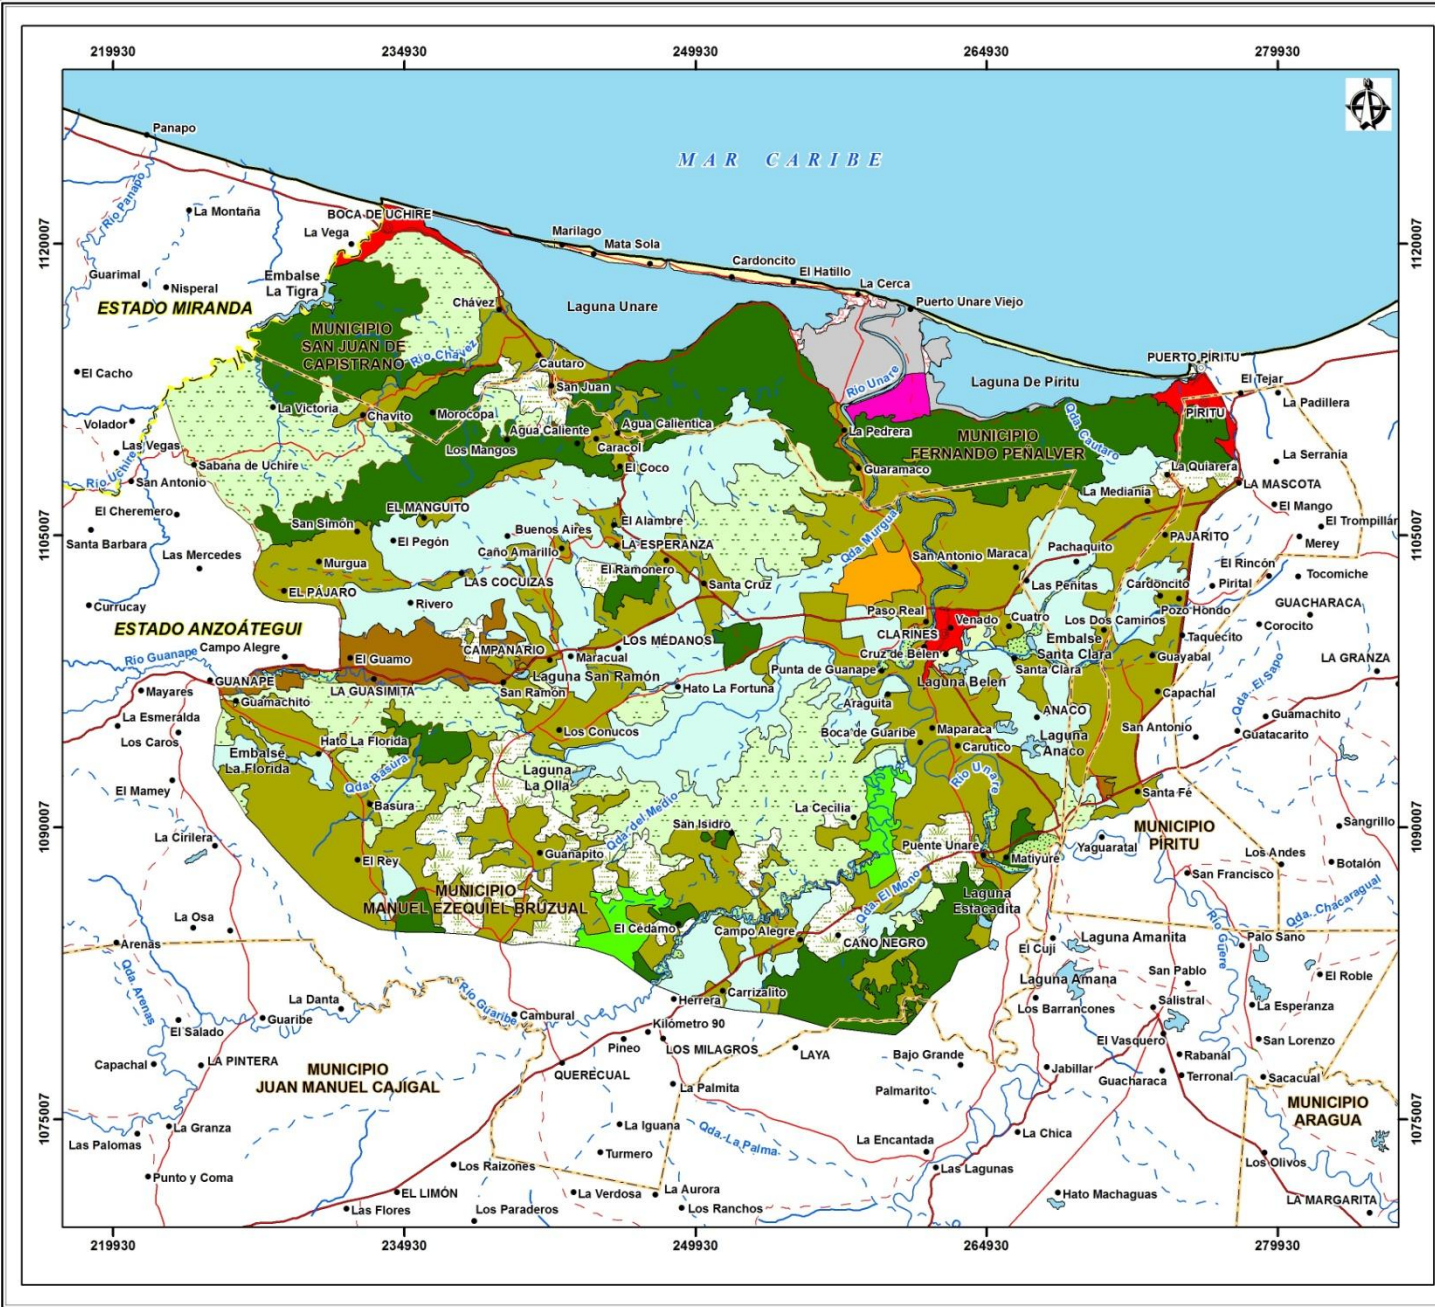 219930 234930 249930 264930 279930
MAR CARIBE
Panapo
Río Panapo
La Montaña
BOCA DE UCHIRE
La Vega
Marilago
Mata Sola
Cardoncito
El Hatillo
La Cerca
Puerto Unare Viejo
1120007
1120007
Guarimal
Nisperal
Embalse
La Tigra
ESTADO MIRANDA
Chávez
Laguna Unare
MUNICIPIO
SAN JUAN DE
CAPISTRANO
Río Chávez
Cautaro
San Juan
Río Unare
Laguna De Píritu
PUERTO PÍRITU
El Tejar
La Padillera
PÍRITU
El Cacho
La Victoria
Chavito
Morocopa
Volador
Las Vegas
Río Uchire
San Antonio
Sabana de Uchire
Agua Caliente
Agua Calientica
Los Mangos
Caracol
El Coco
La Pedrera
Guaramaco
MUNICIPIO
FERNANDO PEÑALVER
Qda. Cautaro
La Quiarera
La Serranía
LA MASCOTA
La Medianía
El Mango
El Trompillar
Merey
El Cheremero
Santa Barbara
1105007
1105007
San Simón
EL MANGUITO
El Pegón
Buenos Aires
Caño Amarillo
El Alambre
LA ESPERANZA
El Ramonero
Qda. Murgua
San Antonio
Maraca
Pachaquito
PAJARITO
Las Mercedes
Murgua
LAS COCUIZAS
Santa Cruz
Las Peñitas
Cardoncito
El Rincón
Pirital
Tocomiche
Currucay
EL PÁJARO
Rivero
Paso Real
Venado
CLARINES
Cuatro
Los Dos Caminos
Pozo Hondo
GUACHARACA
Corocito
Taquecito
ESTADO ANZOÁTEGUI
Campo Alegre
Río Guanape
El Guamo
CAMPANARIO
Maracual
LOS MÉDANOS
Cruz de Belén
Embalse
Santa Clara
Santa Clara
Guayabal
LA GRANZA
GUANAPE
LA GUASIMITA
San Ramón
Laguna San Ramón
Hato La Fortuna
Punta de Guanape
Laguna Belén
Mayares
Guamachito
Araguita
ANACO
Capachal
Qda. El Sapo
Guamachito
La Esmeralda
Los Caros
Hato La Florida
Embalse
La Florida
Los Conucos
Boca de Guaribe
Maparaca
Carutico
Laguna
Anaco
San Antonio
Guatacarito
Qda. Basura
Laguna
La Olla
Río Unare
El Mamey
Basura
Qda. del Medio
La Cecilia
Santa Fé
1090007
1090007
La Cirilera
San Isidro
Puente Unare
Matiyure
Yaguaratal
MUNICIPIO
PÍRITU
Sangrillo
El Rey
Guañapito
Los Andes
Botalón
San Francisco
MUNICIPIO
MANUEL EZEQUIEL BRUZUAL
Qda. El Mono
Laguna
Estacadita
Qda. Chacaragual
La Osa
Arenas
El Cédamo
Campo Alegre
CAÑO NEGRO
El Cují
Laguna Amanita
Río Güere
Palo Sano
Qda. Arenas
La Danta
Río Guaribe
Herrera
Carrizalito
Laguna Amana
San Pablo
El Roble
El Salado
Guaribe
Cambural
Kilómetro 90
Los Barrancones
Salistral
La Esperanza
Capachal
LA PINTERA
Pineo
LOS MILAGROS
LAYA
Bajo Grande
El Vasquero
San Lorenzo
Rabanal
MUNICIPIO
JUAN MANUEL CAJÍGAL
QUERECUAL
La Palmita
Palmarito
Jabillar
Guacharaca
Terronal
Sacacual
MUNICIPIO
ARAGUA
1075007
1075007
La Granza
Las Palomas
La Iguana
Qda. La Palma
La Encantada
La Chica
Turmero
Los Olivos
Punto y Coma
Los Raizones
Las Lagunas
EL LIMÓN
La Verdosa
La Aurora
Hato Machaguas
LA MARGARITA
Las Flores
Los Paraderos
Los Ranchos
219930 234930 249930 264930 279930